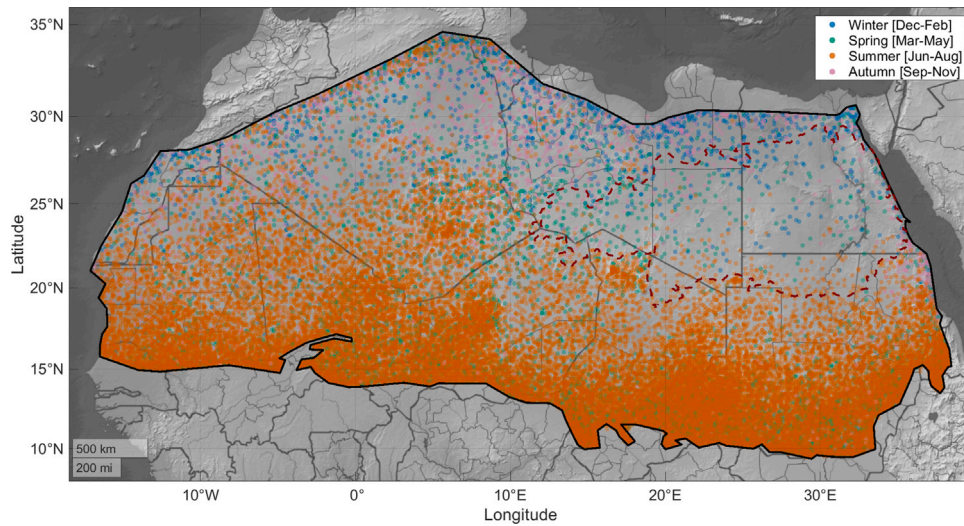 35°N
30°N
25°N
20°N
15°N
10°N
Latitude
Winter [Dec-Feb]
Spring [Mar-May]
Summer [Jun-Aug]
Autumn [Sep-Nov]
500 km
200 mi
10°W
0°
10°E
20°E
30°E
Longitude